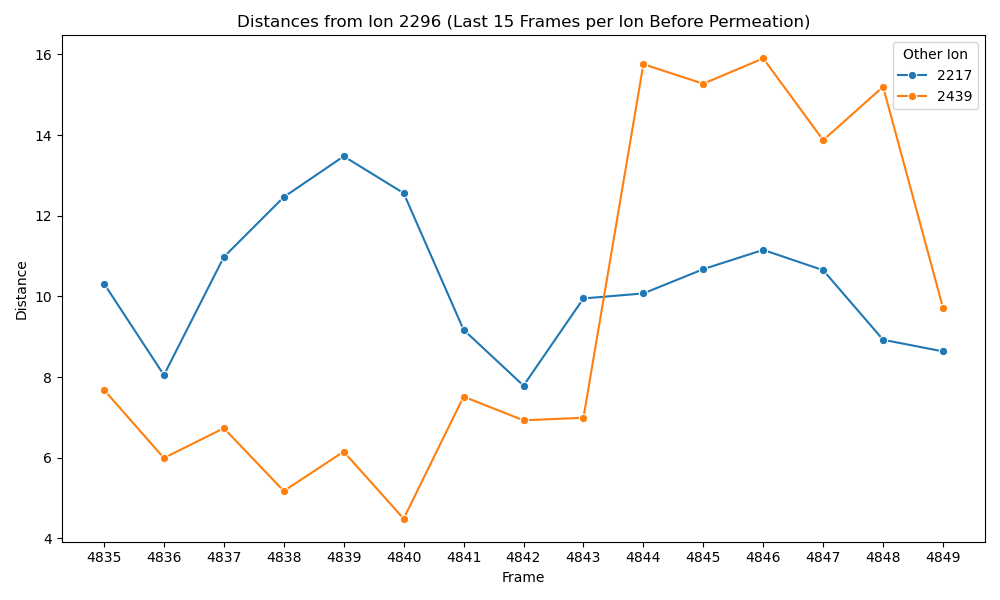 Distances from Ion 2296 (Last 15 Frames per Ion Before Permeation)
Other Ion
2217
2439
Distance
16
14
12
10
8
6
4
4835 4836 4837 4838 4839 4840 4841 4842 4843 4844 4845 4846 4847 4848 4849
Frame